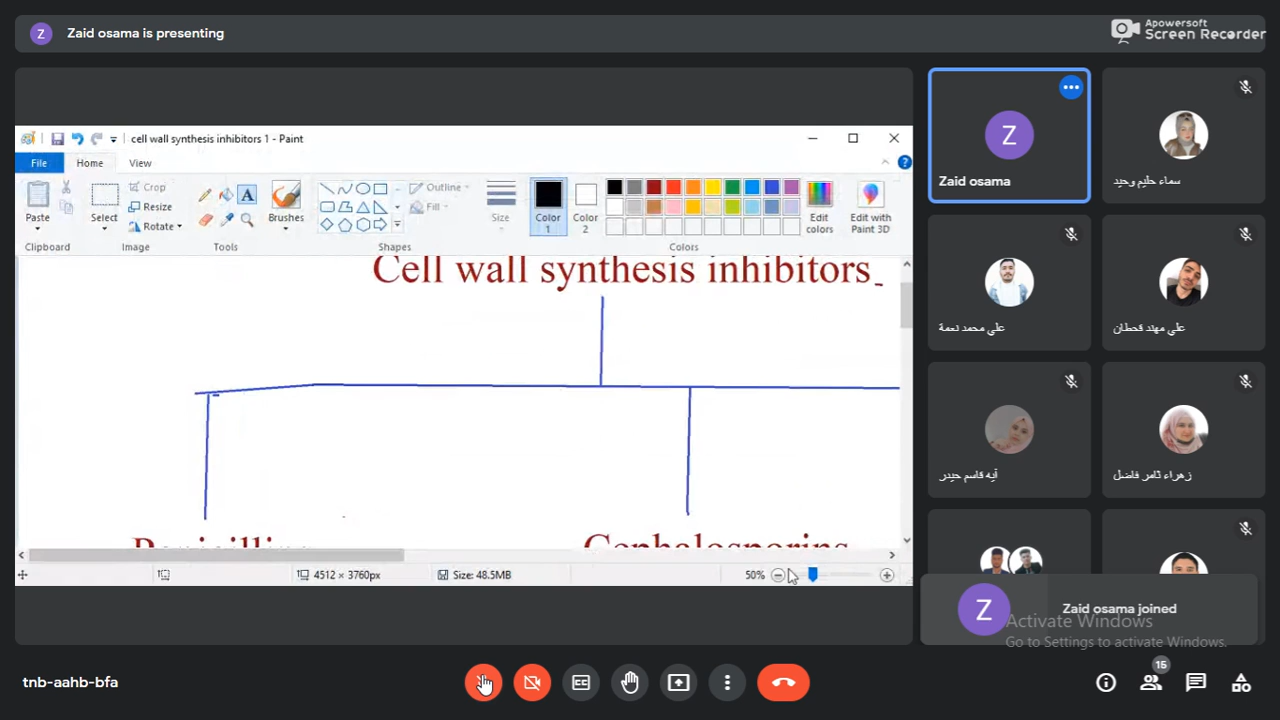 Z Zaid osama is presenting
Apowersoft
Screen Recorder
cell wall synthesis inhibitors 1 - Paint
File Home View
Paste
Clipboard
Select
Crop
Resize
Rotate
Image
A
Tools
Brushes
Outline
Fill
Shapes
Size
Color
1
Color
2
Edit
colors
Edit with
Paint 3D
Colors
Cell wall synthesis inhibitors
Penicillins
Cephalosporins
4512 × 3760px
Size: 48.5MB
50%
Z
Zaid osama
سماء حليم وحيد
علي محمد نعمة
علي مهند قحطان
أيه قاسم حيدر
زهراء ثامر فاضل
Z
Zaid osama joined
Activate Windows
Go to Settings to activate Windows.
tnb-aahb-bfa
CC
15